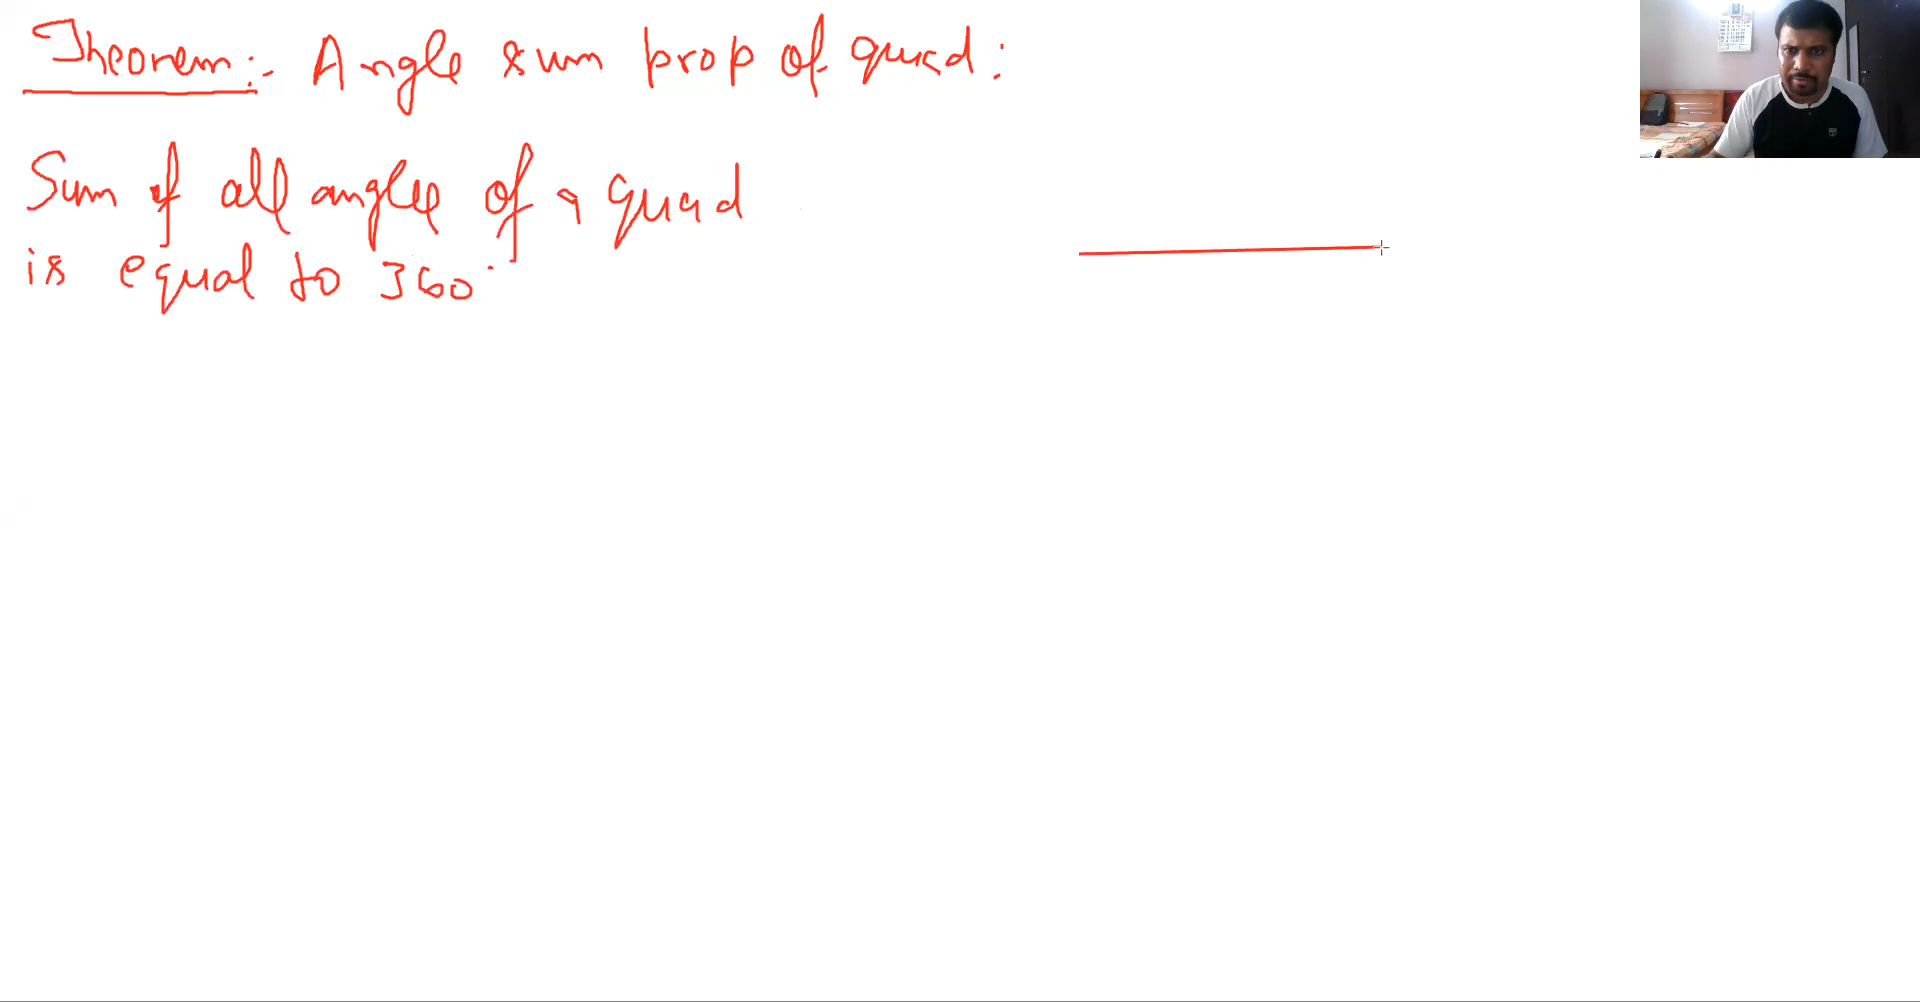 Theorem:- Angle sum prop of quad:
Sum of all angles of a quad
is equal to 360°